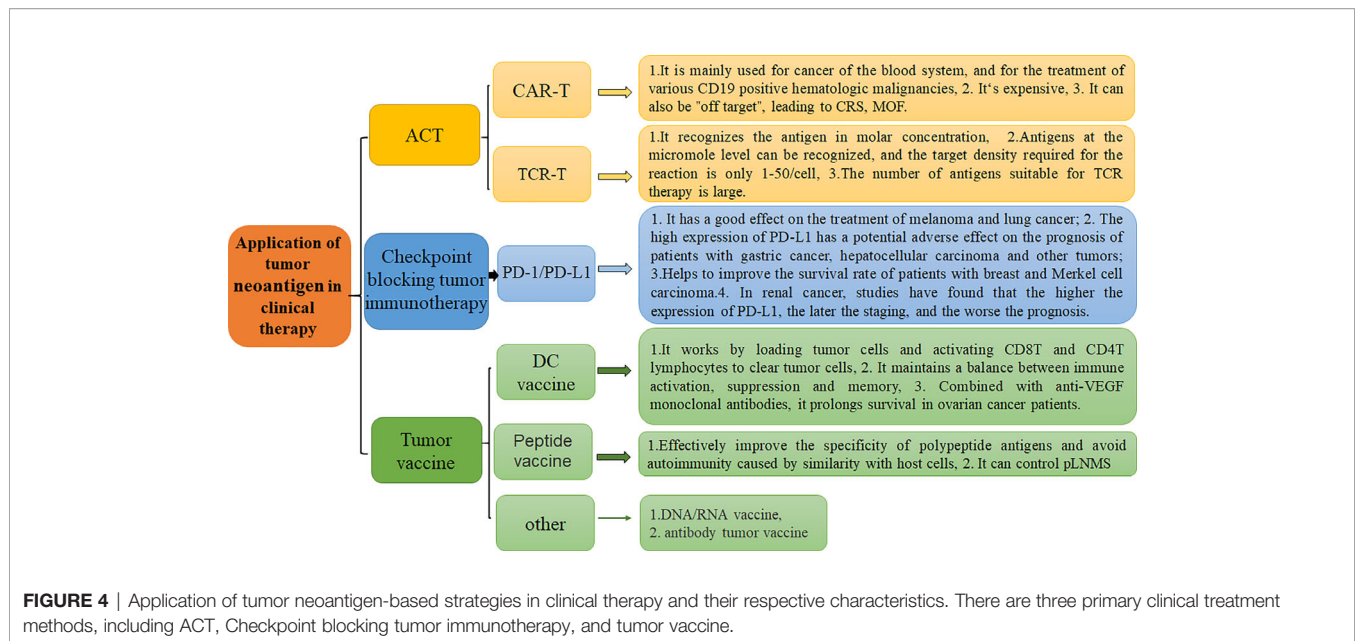 Application of
tumor
neoantigen in
clinical
therapy
ACT
CAR-T
1.It is mainly used for cancer of the blood system, and for the treatment of
various CD19 positive hematologic malignancies, 2. It‘s expensive, 3. It can
also be "off target", leading to CRS, MOF.
TCR-T
1.It recognizes the antigen in molar concentration, 2.Antigens at the
micromole level can be recognized, and the target density required for the
reaction is only 1-50/cell, 3.The number of antigens suitable for TCR
therapy is large.
Checkpoint
blocking tumor
immunotherapy
PD-1/PD-L1
1. It has a good effect on the treatment of melanoma and lung cancer; 2. The
high expression of PD-L1 has a potential adverse effect on the prognosis of
patients with gastric cancer, hepatocellular carcinoma and other tumors;
3.Helps to improve the survival rate of patients with breast and Merkel cell
carcinoma.4. In renal cancer, studies have found that the higher the
expression of PD-L1, the later the staging, and the worse the prognosis.
Tumor
vaccine
DC
vaccine
1.It works by loading tumor cells and activating CD8T and CD4T
lymphocytes to clear tumor cells, 2. It maintains a balance between immune
activation, suppression and memory, 3. Combined with anti-VEGF
monoclonal antibodies, it prolongs survival in ovarian cancer patients.
Peptide
vaccine
1.Effectively improve the specificity of polypeptide antigens and avoid
autoimmunity caused by similarity with host cells, 2. It can control pLNMS
other
1.DNA/RNA vaccine,
2. antibody tumor vaccine
FIGURE 4 | Application of tumor neoantigen-based strategies in clinical therapy and their respective characteristics. There are three primary clinical treatment
methods, including ACT, Checkpoint blocking tumor immunotherapy, and tumor vaccine.